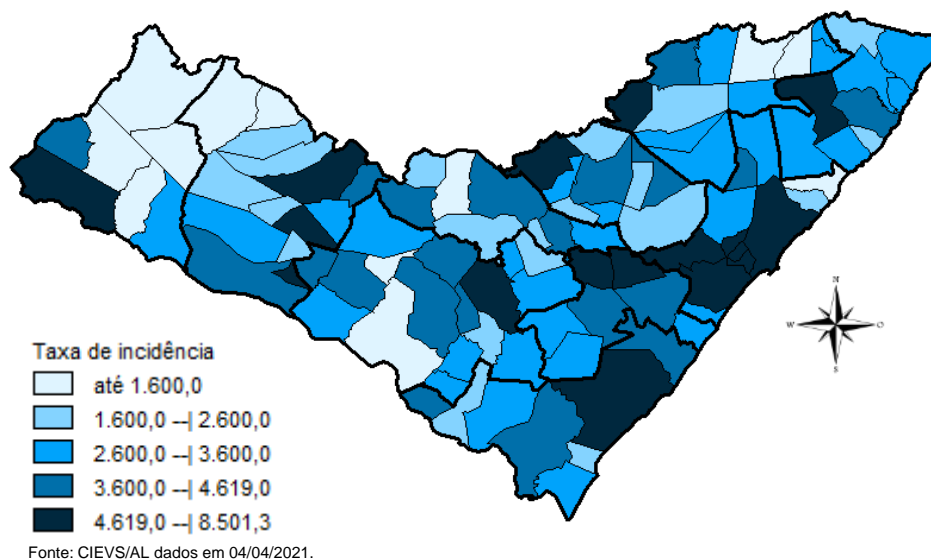 N
W
O
S
Taxa de incidência
até 1.600,0
1.600,0 --| 2.600,0
2.600,0 --| 3.600,0
3.600,0 --| 4.619,0
4.619,0 --| 8.501,3
Fonte: CIEVS/AL dados em 04/04/2021.